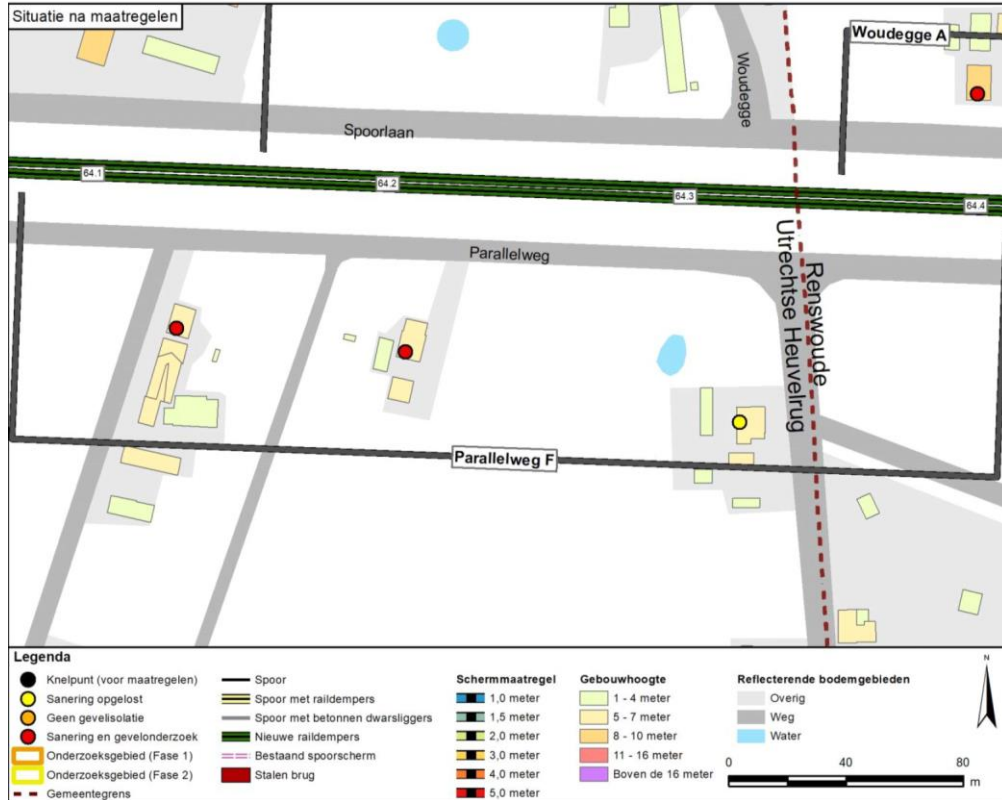 Situatie na maatregelen
Woudegge A
Woudegge
Spoorlaan
64.1
64.2
64.3
64.4
Parallelweg
Utrechtse Heuvelrug
Renswoude
Parallelweg F
Legenda
Knelpunt (voor maatregelen)
Sanering opgelost
Geen gevelisolatie
Sanering en gevelonderzoek
Onderzoeksgebied (Fase 1)
Onderzoeksgebied (Fase 2)
Gemeentegrens
Spoor
Spoor met raildempers
Spoor met betonnen dwarsliggers
Nieuwe raildempers
Bestaand spoorscherm
Stalen brug
Schermmaatregel
1,0 meter
1,5 meter
2,0 meter
3,0 meter
4,0 meter
5,0 meter
Gebouwhoogte
1 - 4 meter
5 - 7 meter
8 - 10 meter
11 - 16 meter
Boven de 16 meter
Reflecterende bodemgebieden
Overig
Weg
Water
N
0 40 80
m